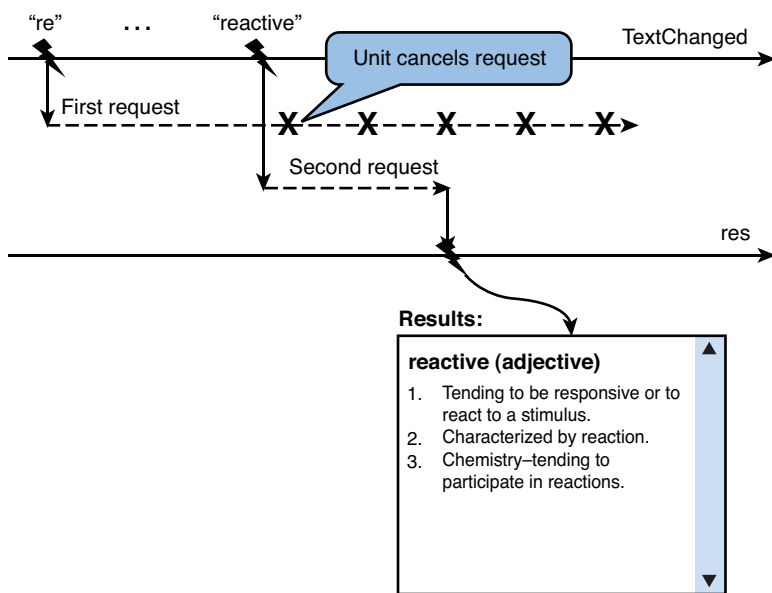 “re” ... “reactive”
Unit cancels request
TextChanged
First request
X X X X X
Second request
res
Results:
reactive (adjective)
1. Tending to be responsive or to
react to a stimulus.
2. Characterized by reaction.
3. Chemistry–tending to
participate in reactions.